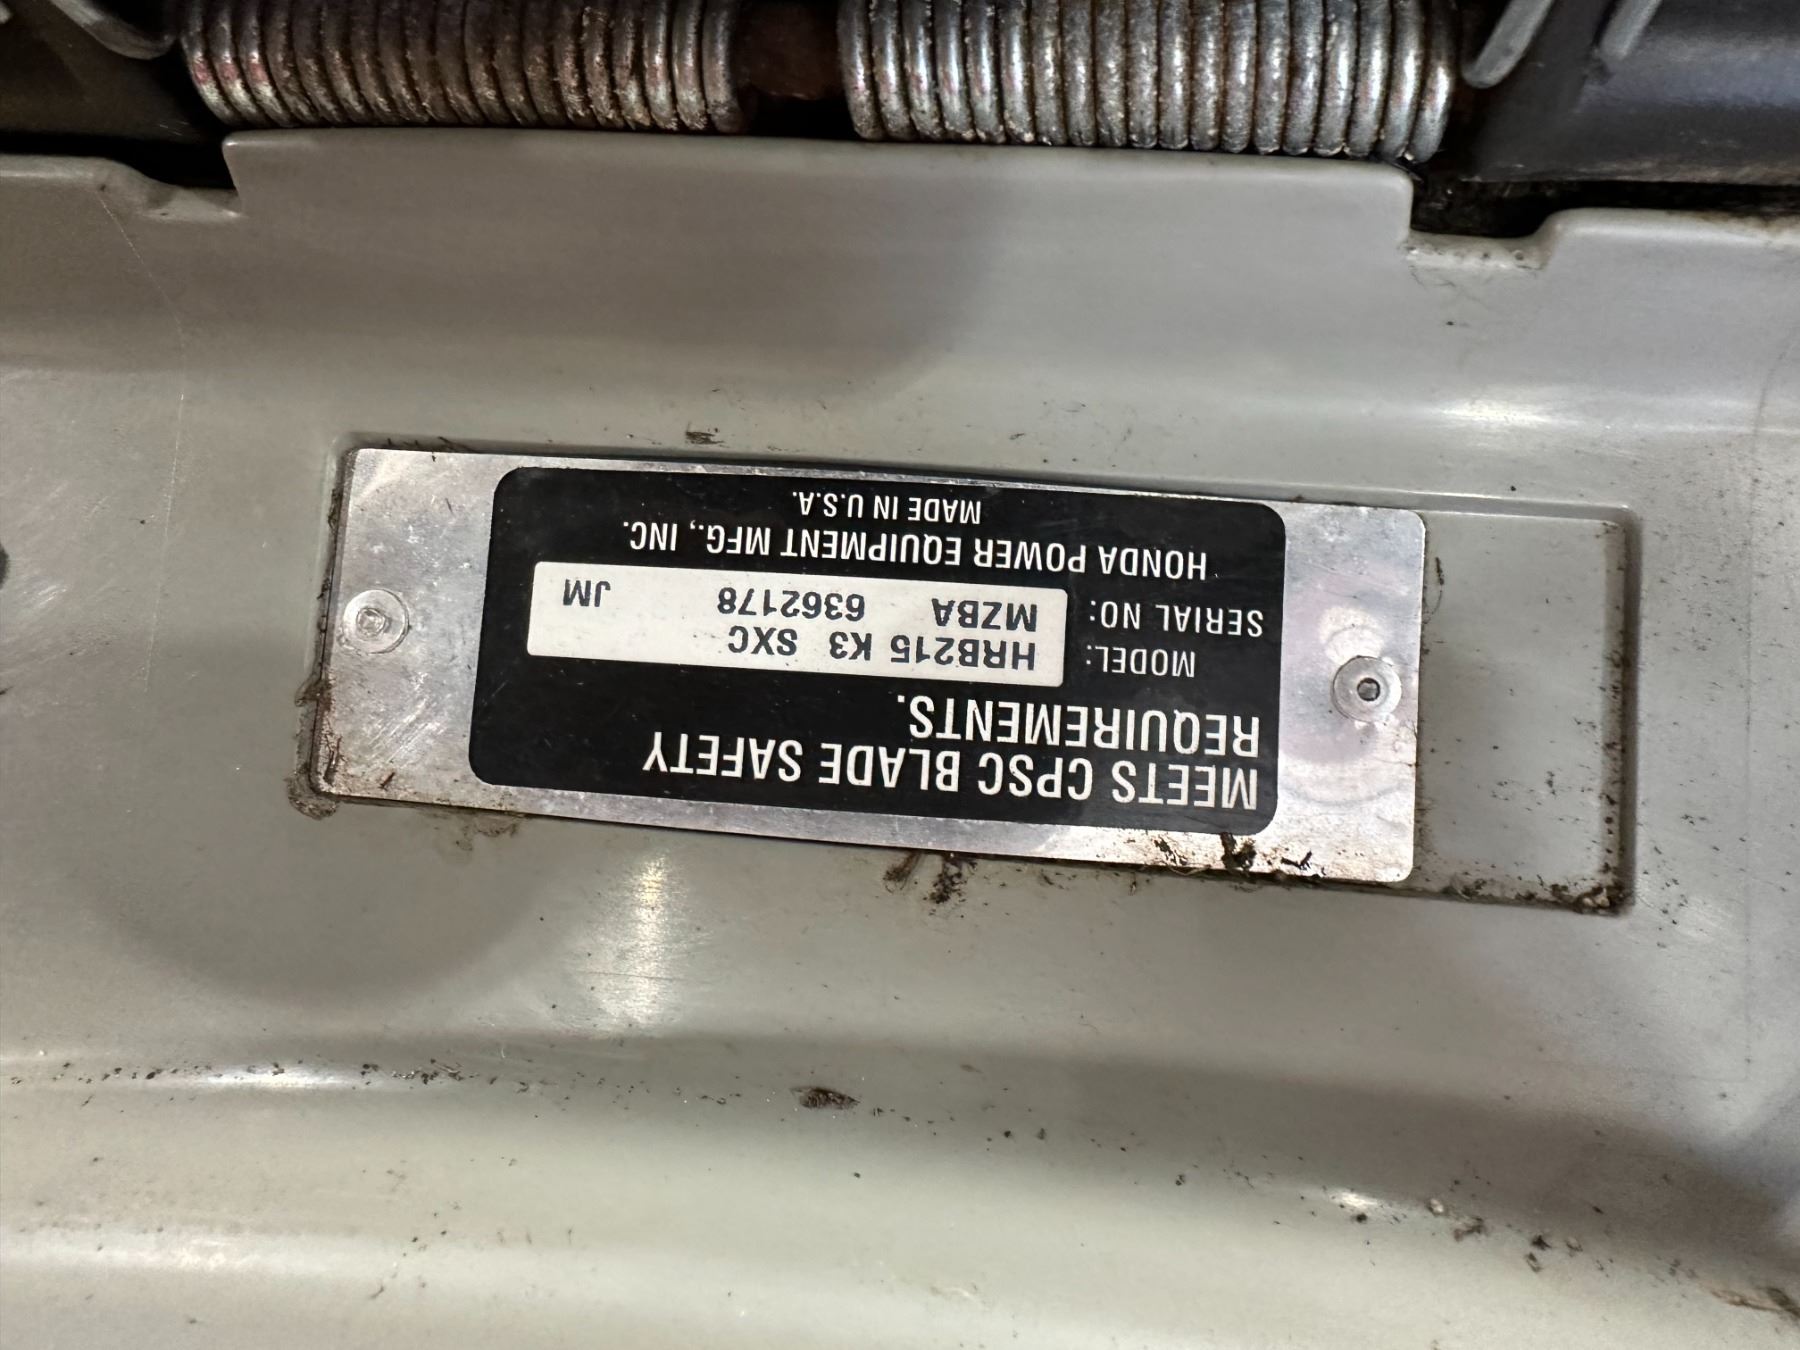 MEETS CPSC BLADE SAFETY
REQUIREMENTS.
MODEL: HRB215 K3 SXC
SERIAL NO: MZBA 6362178 JM
HONDA POWER EQUIPMENT MFG., INC.
MADE IN U.S.A.